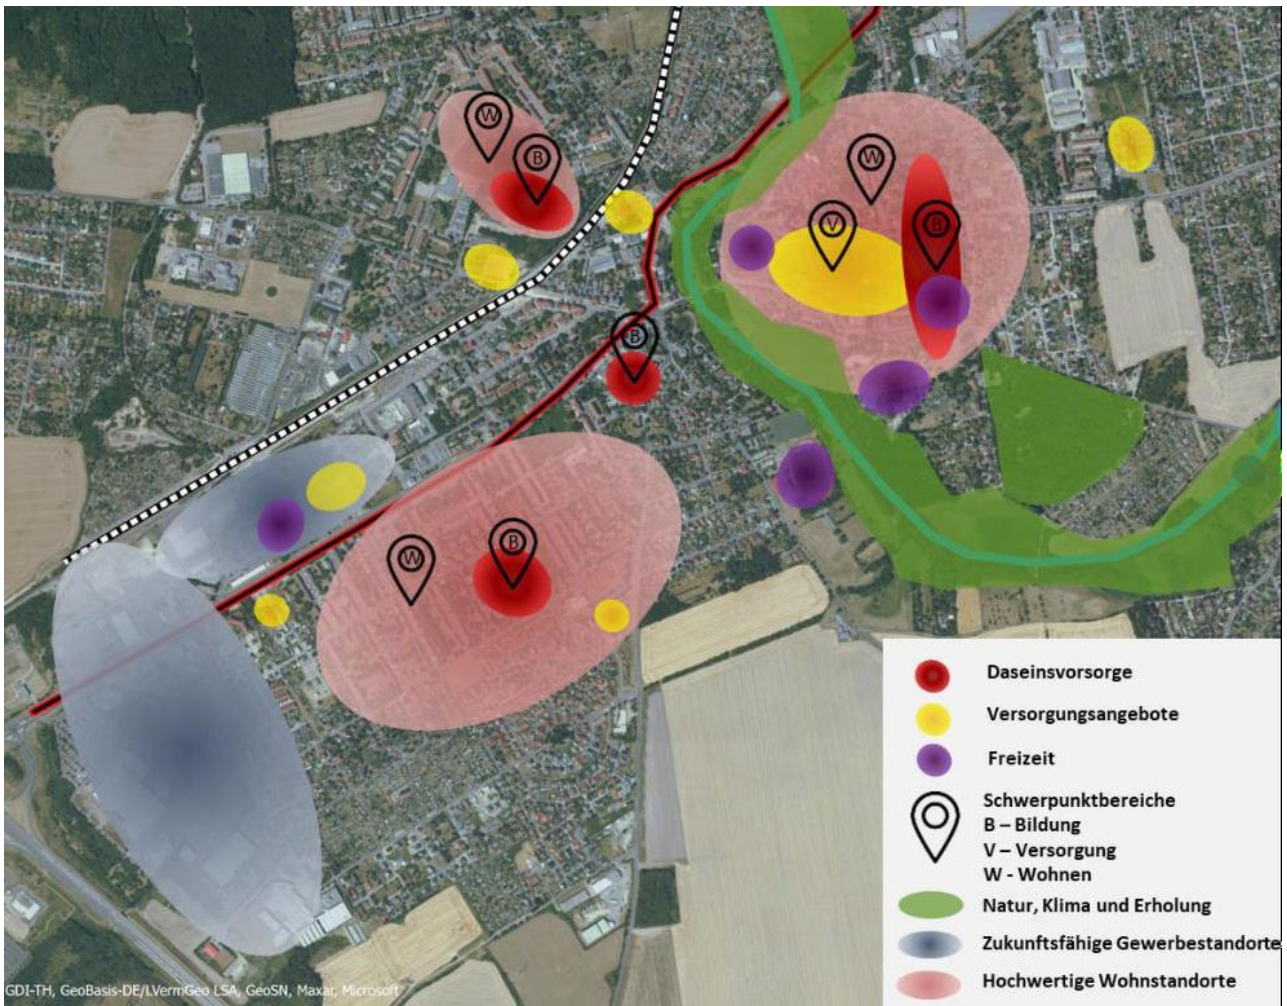 W
B
W
V
B
B
W
B
Daseinsvorsorge
Versorgungsangebote
Freizeit
Schwerpunktbereiche
B – Bildung
V – Versorgung
W - Wohnen
Natur, Klima und Erholung
Zukunftsfähige Gewerbestandorte
Hochwertige Wohnstandorte
GDI-TH, GeoBasis-DE/LVermGeo LSA, GeoSN, Maxar, Microsoft